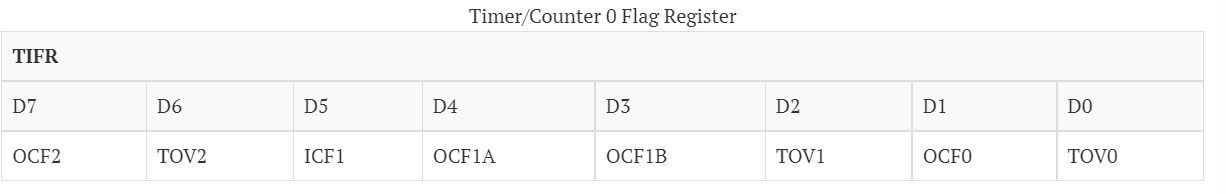 Timer/Counter 0 Flag Register
TIFR
D7 D6 D5 D4 D3 D2 D1 D0
OCF2 TOV2 ICF1 OCF1A OCF1B TOV1 OCF0 TOV0